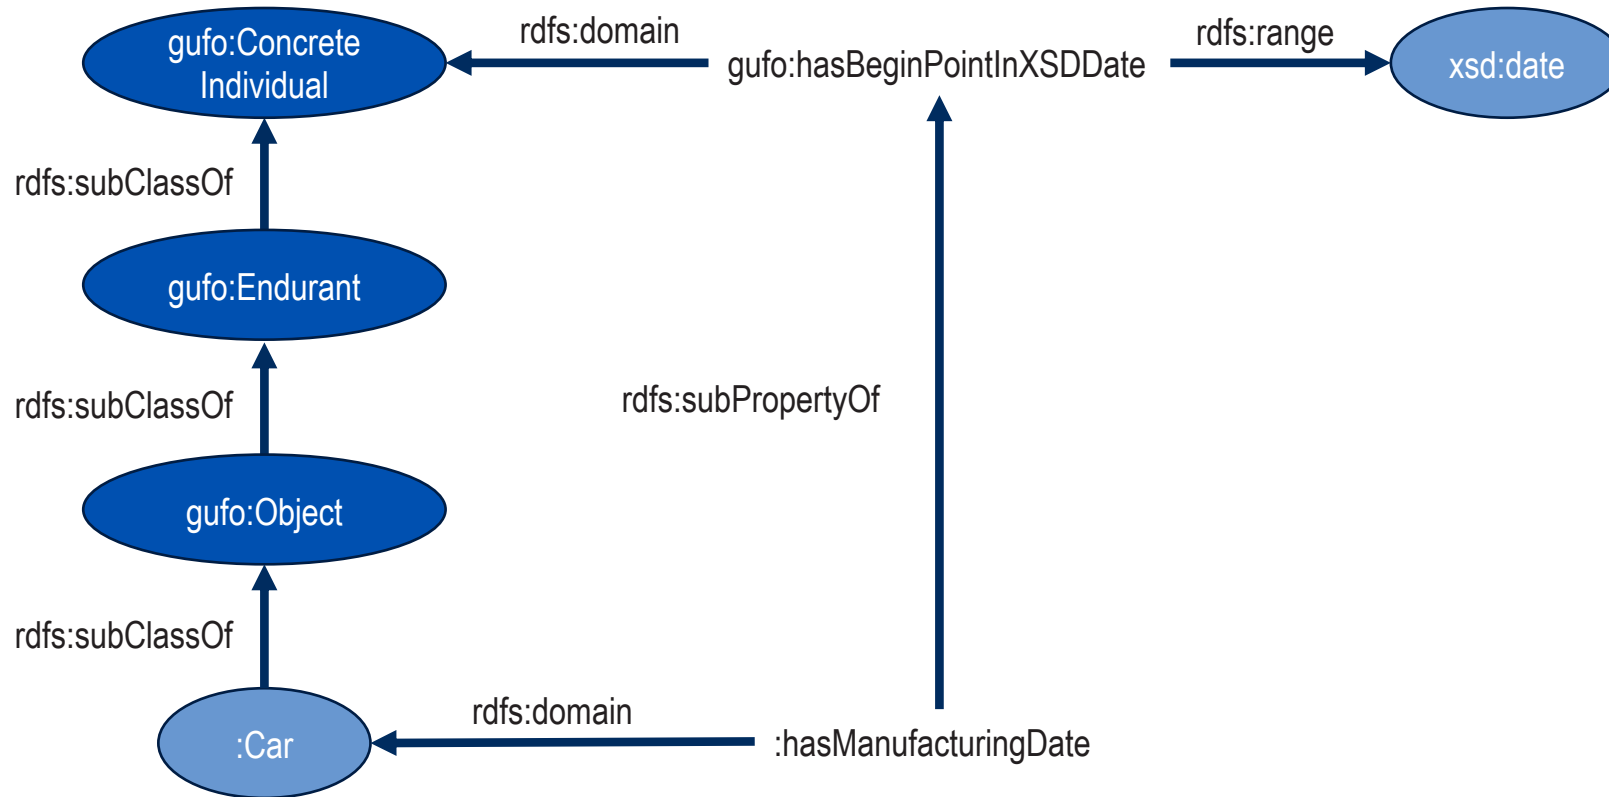 gufo:Concrete
Individual
rdfs:domain
gufo:hasBeginPointInXSDDate
rdfs:range
xsd:date
rdfs:subClassOf
gufo:Endurant
rdfs:subClassOf
rdfs:subPropertyOf
gufo:Object
rdfs:subClassOf
:Car
rdfs:domain
:hasManufacturingDate